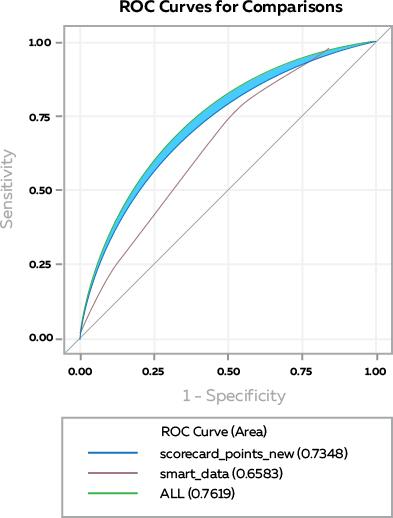 ROC Curves for Comparisons
1.00
0.75
0.50
0.25
0.00
Sensitivity
0.00 0.25 0.50 0.75 1.00
1 - Specificity
ROC Curve (Area)
scorecard_points_new (0.7348)
smart_data (0.6583)
ALL (0.7619)